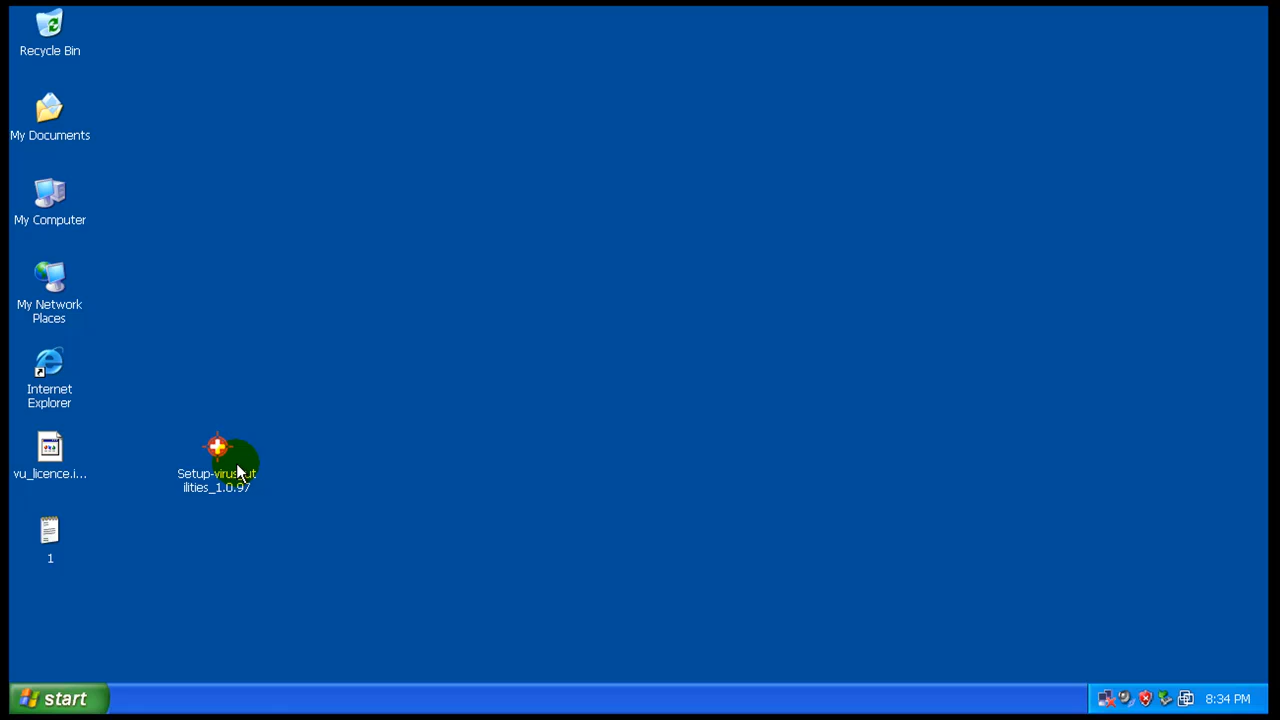 Recycle Bin
My Documents
My Computer
My Network
Places
Internet
Explorer
vu_licence.i...
Setup-virusut
ilities_1.0.97
1
start
8:34 PM